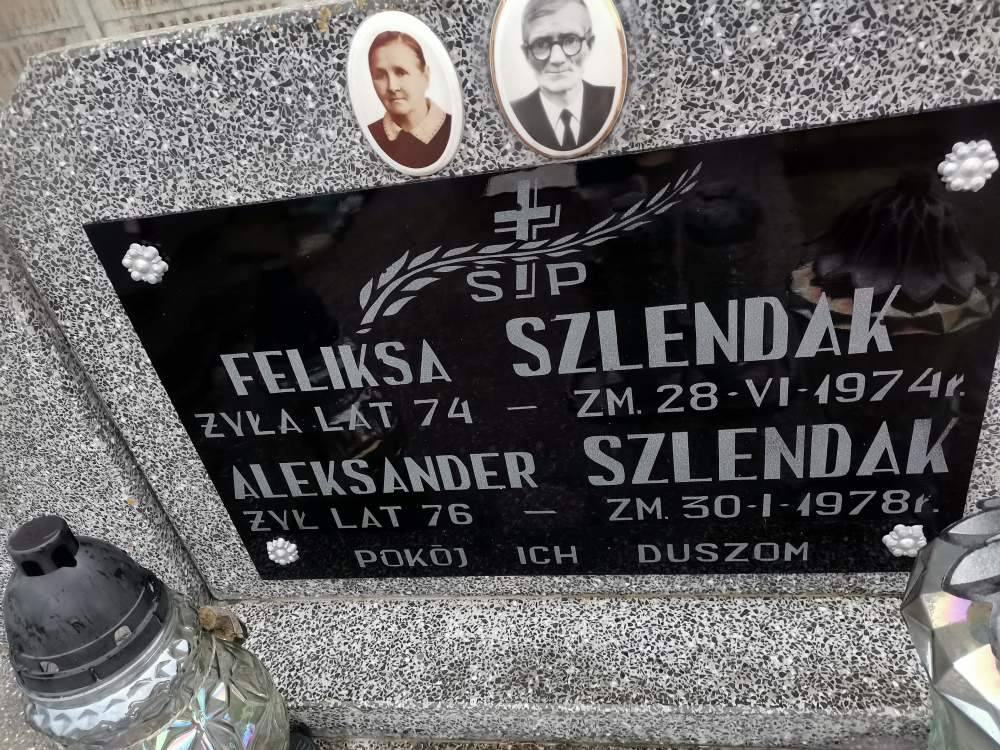 Ś P
FELIKSA SZLENDAK
ŻYŁA LAT 74 – ZM. 28-VI-1974r.
ALEKSANDER SZLENDAK
ŻYŁ LAT 76 – ZM. 30-I-1978r.
POKÓJ ICH DUSZOM